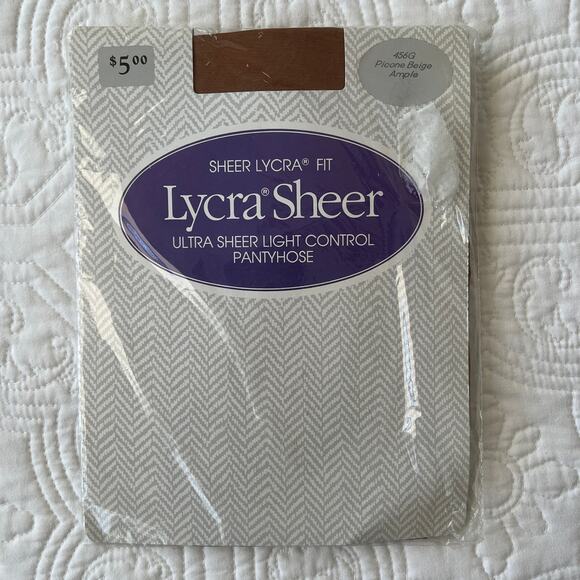 $5.00
456G
Picone Beige
Ample
SHEER LYCRA® FIT
Lycra® Sheer
ULTRA SHEER LIGHT CONTROL
PANTYHOSE